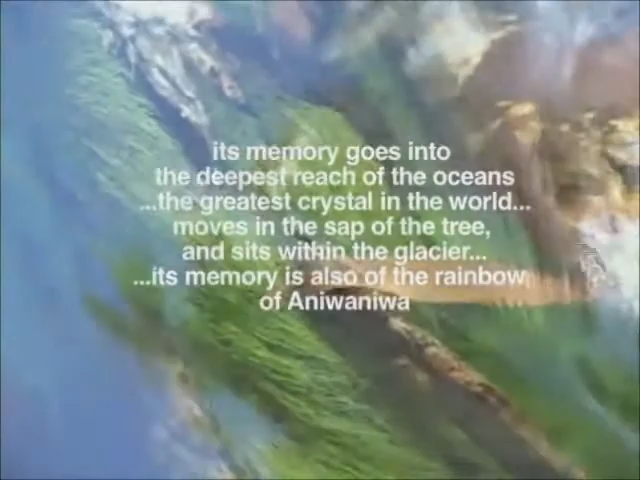 its memory goes into
the deepest reach of the oceans
...the greatest crystal in the world...
moves in the sap of the tree,
and sits within the glacier...
...its memory is also of the rainbow
of Aniwaniwa